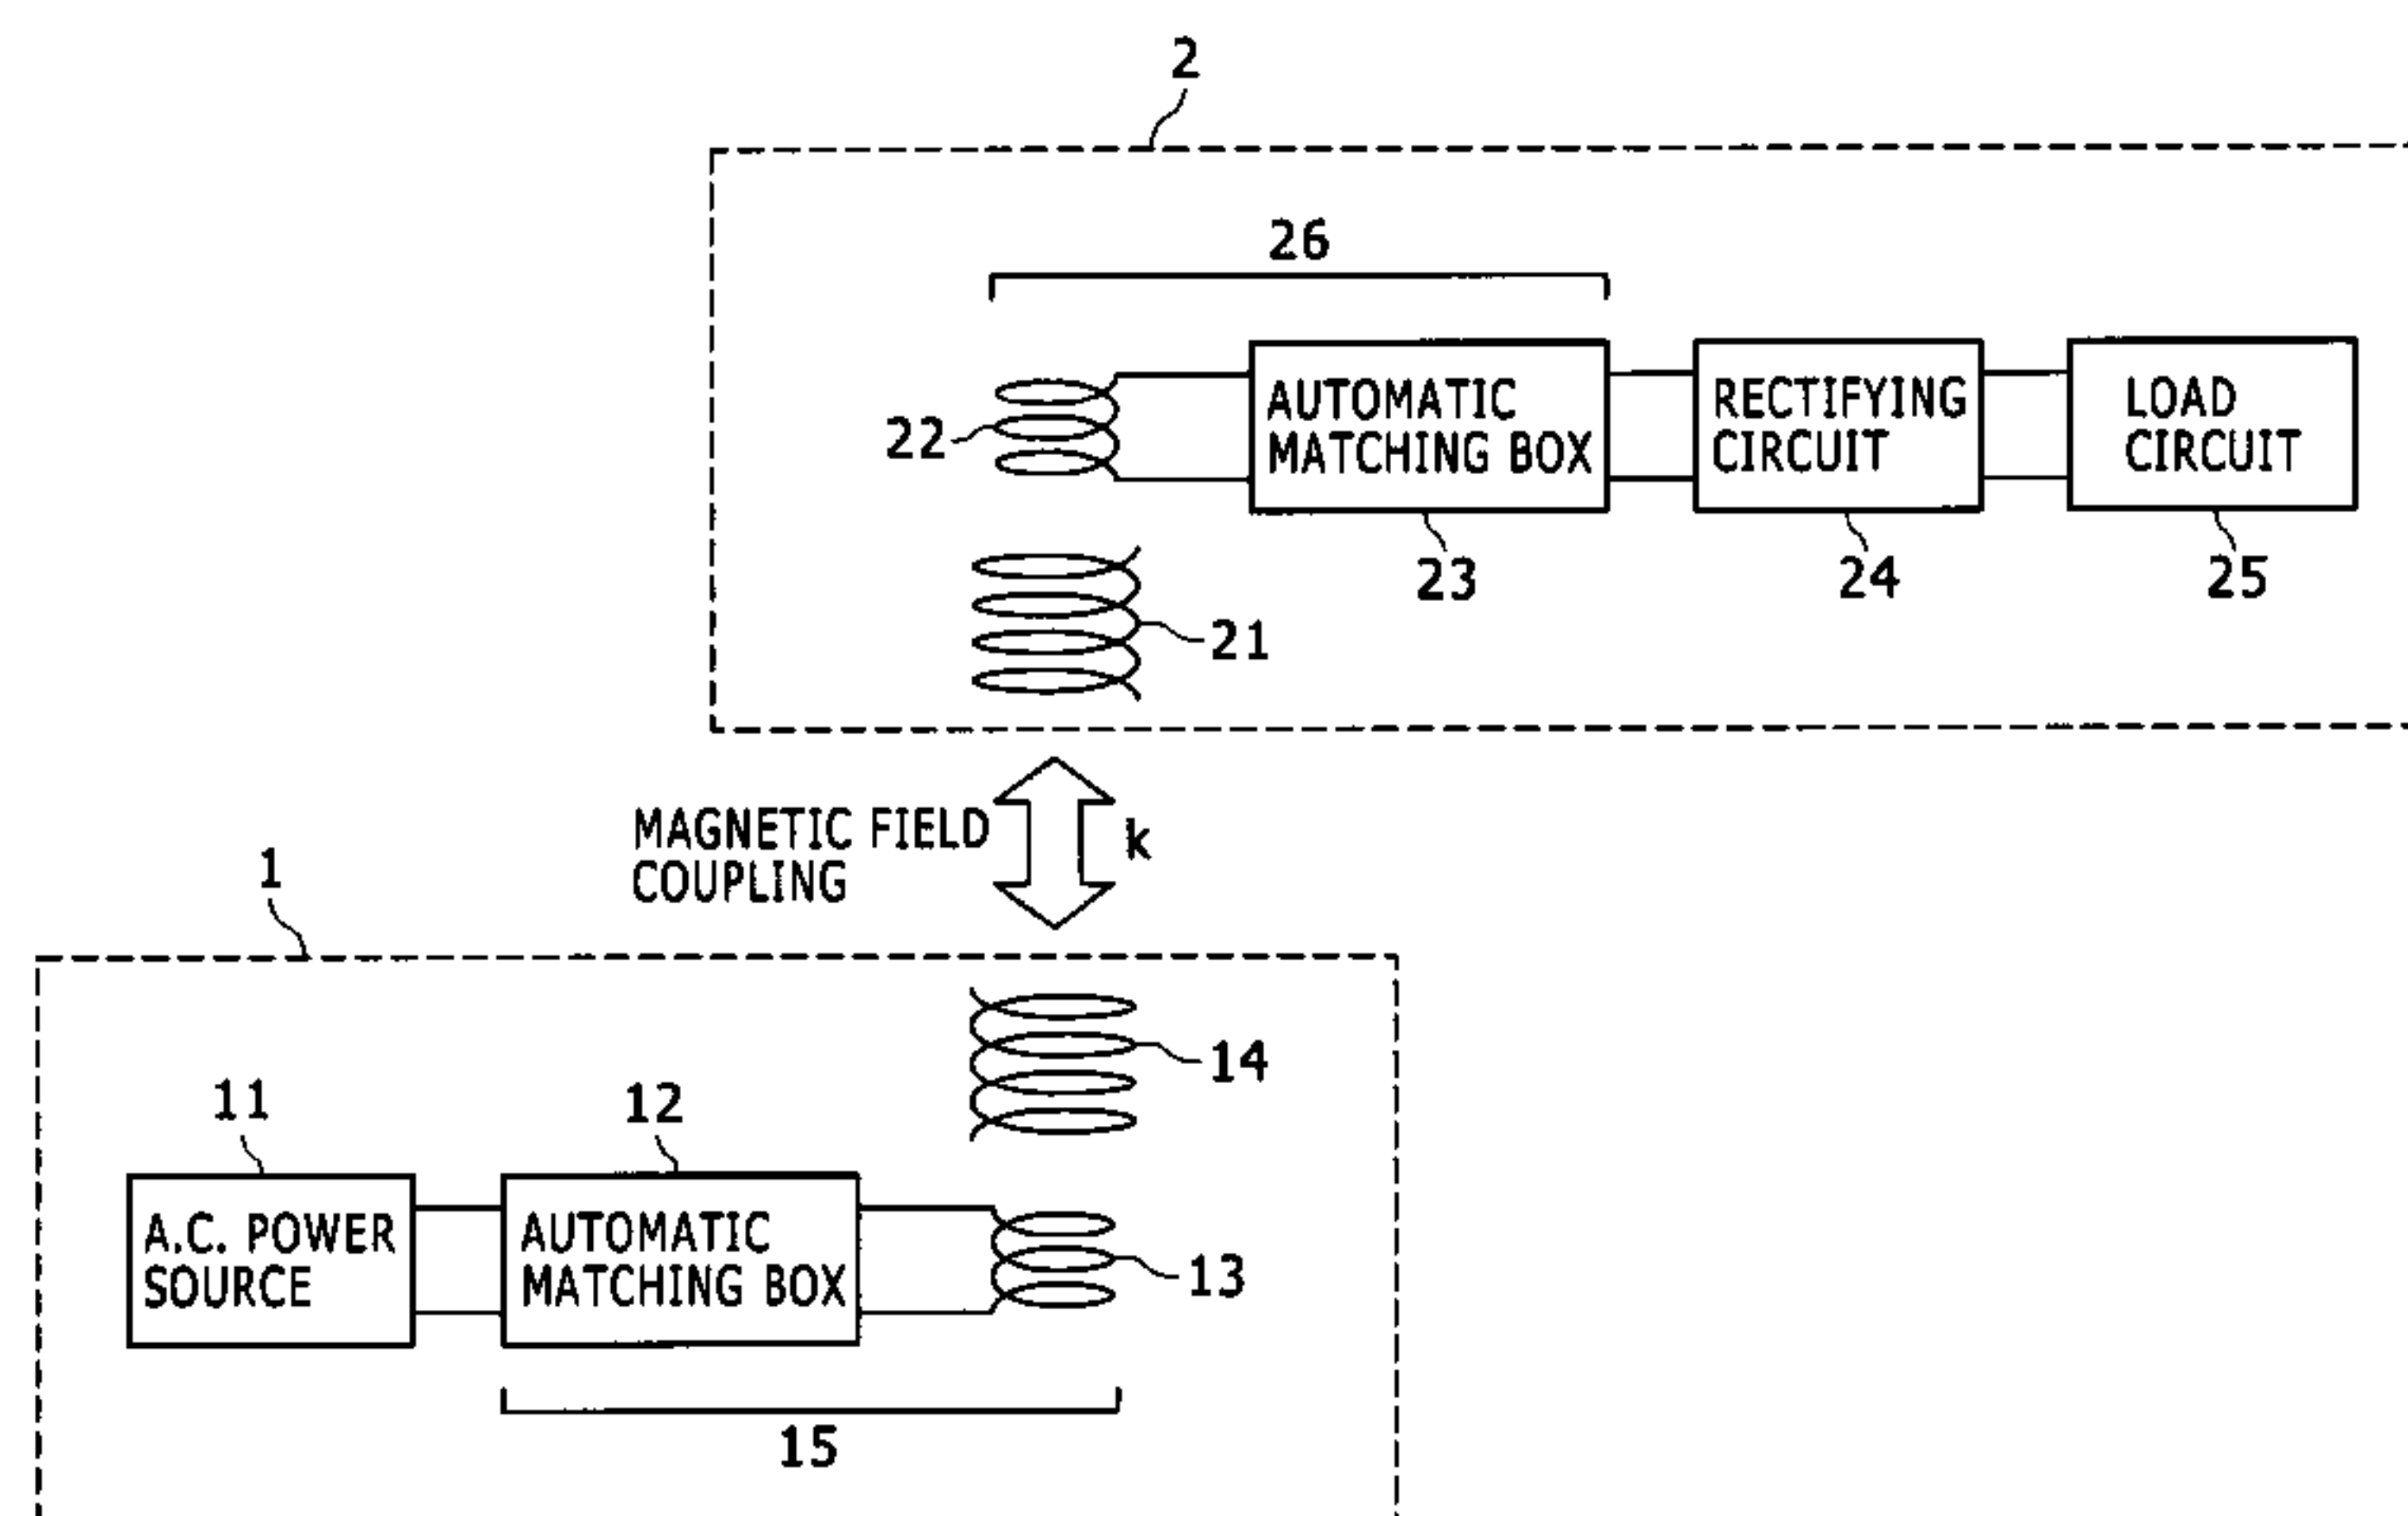 2
26
22
AUTOMATIC
MATCHING BOX
RECTIFYING
CIRCUIT
LOAD
CIRCUIT
23
24
25
21
MAGNETIC FIELD
COUPLING
k
1
14
11
12
A.C. POWER
SOURCE
AUTOMATIC
MATCHING BOX
13
15